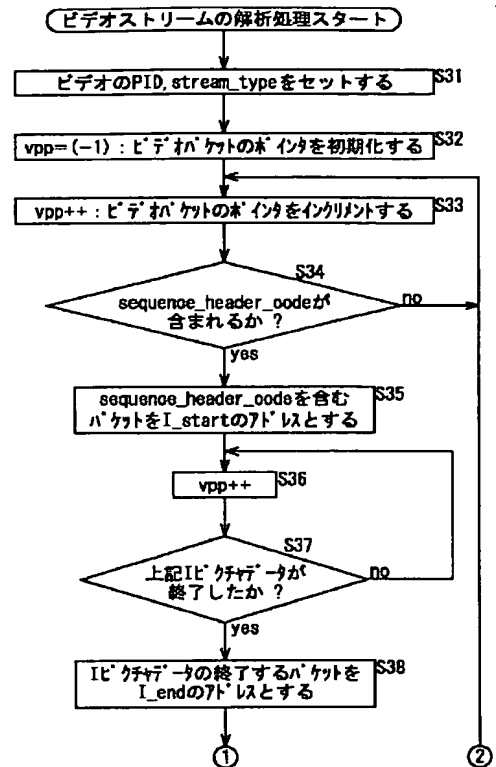 ビデオストリームの解析処理スタート
ビデオのPID,stream_typeをセットする
S31
vpp=(-1):ビデオパケットのポインタを初期化する
S32
vpp++:ビデオパケットのポインタをインクリメントする
S33
S34
sequence_header_codeが
含まれるか?
no
yes
sequence_header_codeを含む
パケットをI_startのアドレスとする
S35
vpp++
S36
S37
上記Iピクチャデータが
終了したか?
no
yes
Iピクチャデータの終了するパケットを
I_endのアドレスとする
S38
①
②